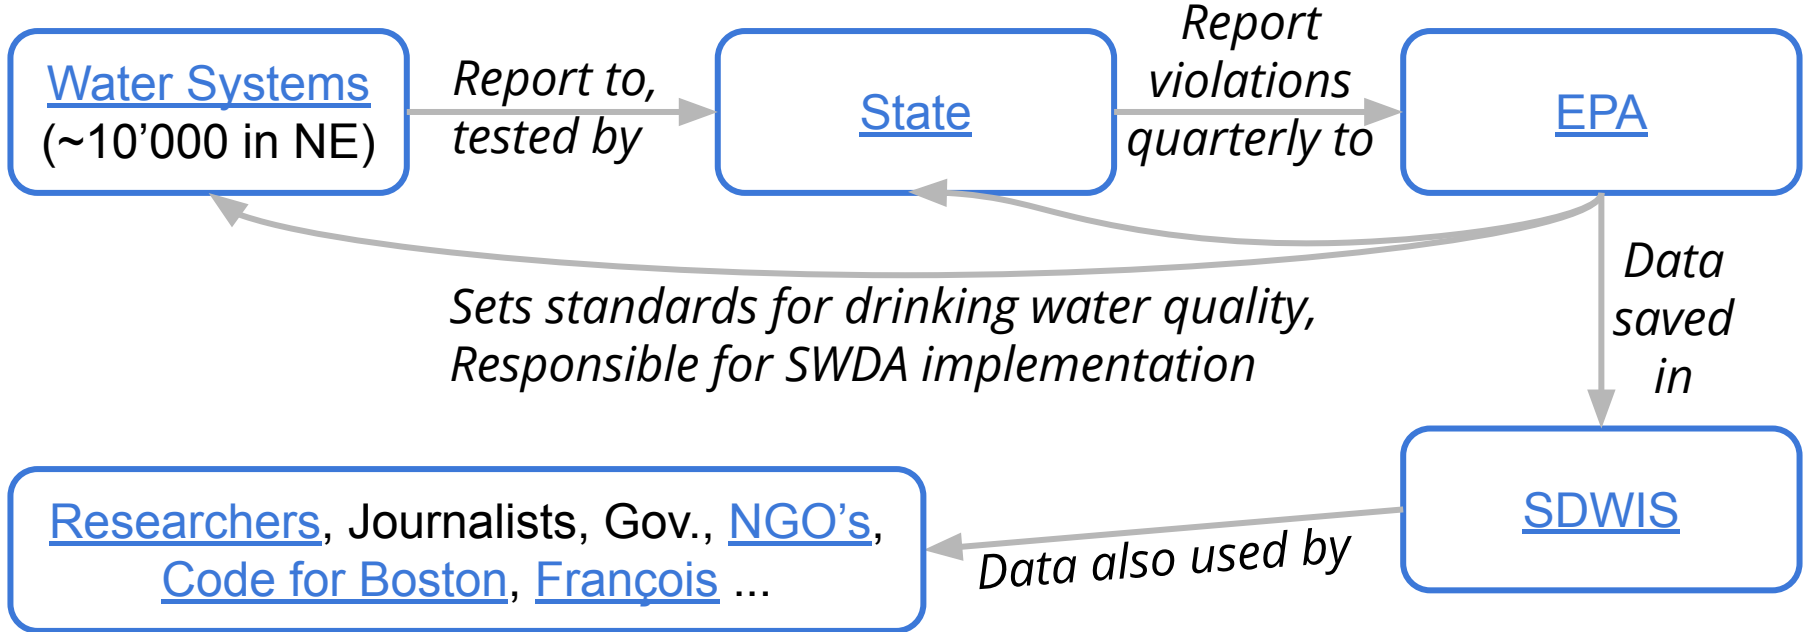 Water Systems
(~10’000 in NE)
Report to,
tested by
State
Report
violations
quarterly to
EPA
Sets standards for drinking water quality,
Responsible for SWDA implementation
Data
saved
in
SDWIS
Data also used by
Researchers, Journalists, Gov., NGO’s,
Code for Boston, François ...